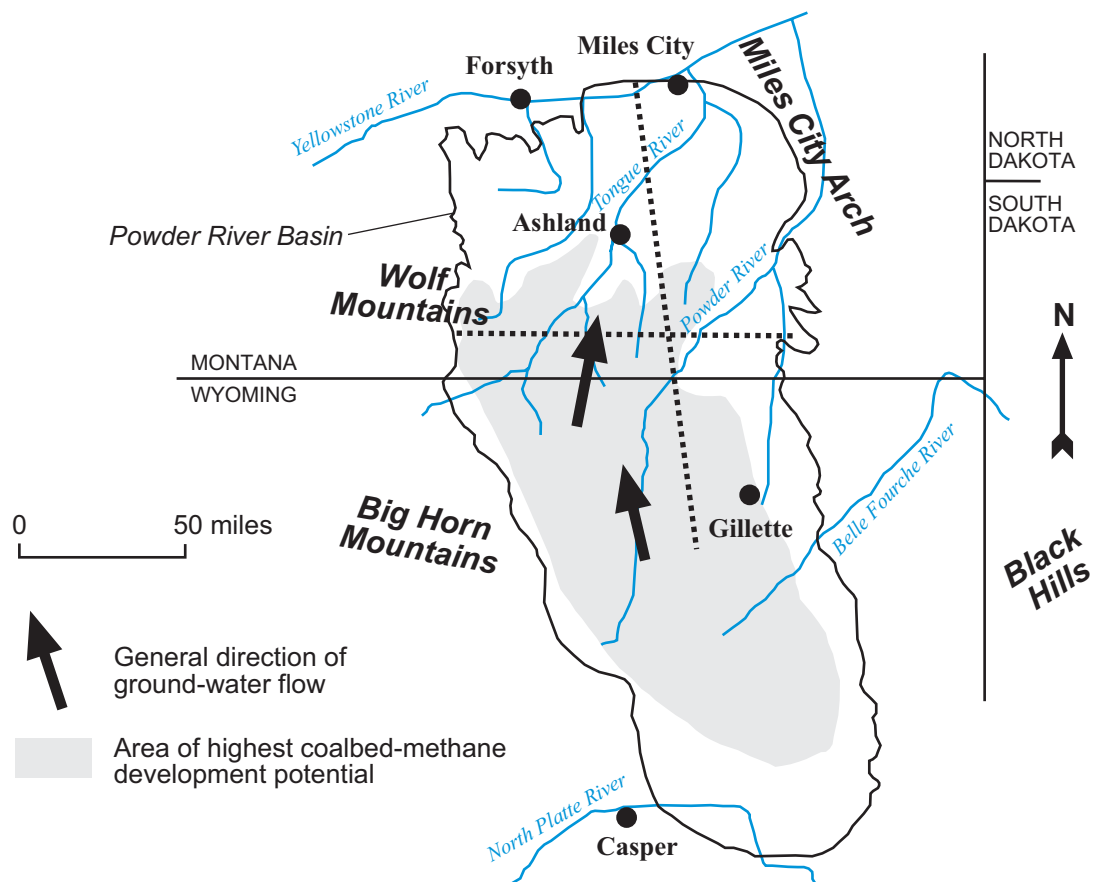 Miles City
Forsyth
Miles City Arch
Yellowstone River
NORTH
DAKOTA
SOUTH
DAKOTA
Tongue River
Ashland
Powder River Basin
Wolf
Mountains
Powder River
N
MONTANA
WYOMING
Belle Fourche River
0 50 miles
Big Horn
Mountains
Gillette
Black
Hills
General direction of
ground-water flow
Area of highest coalbed-methane
development potential
North Platte River
Casper